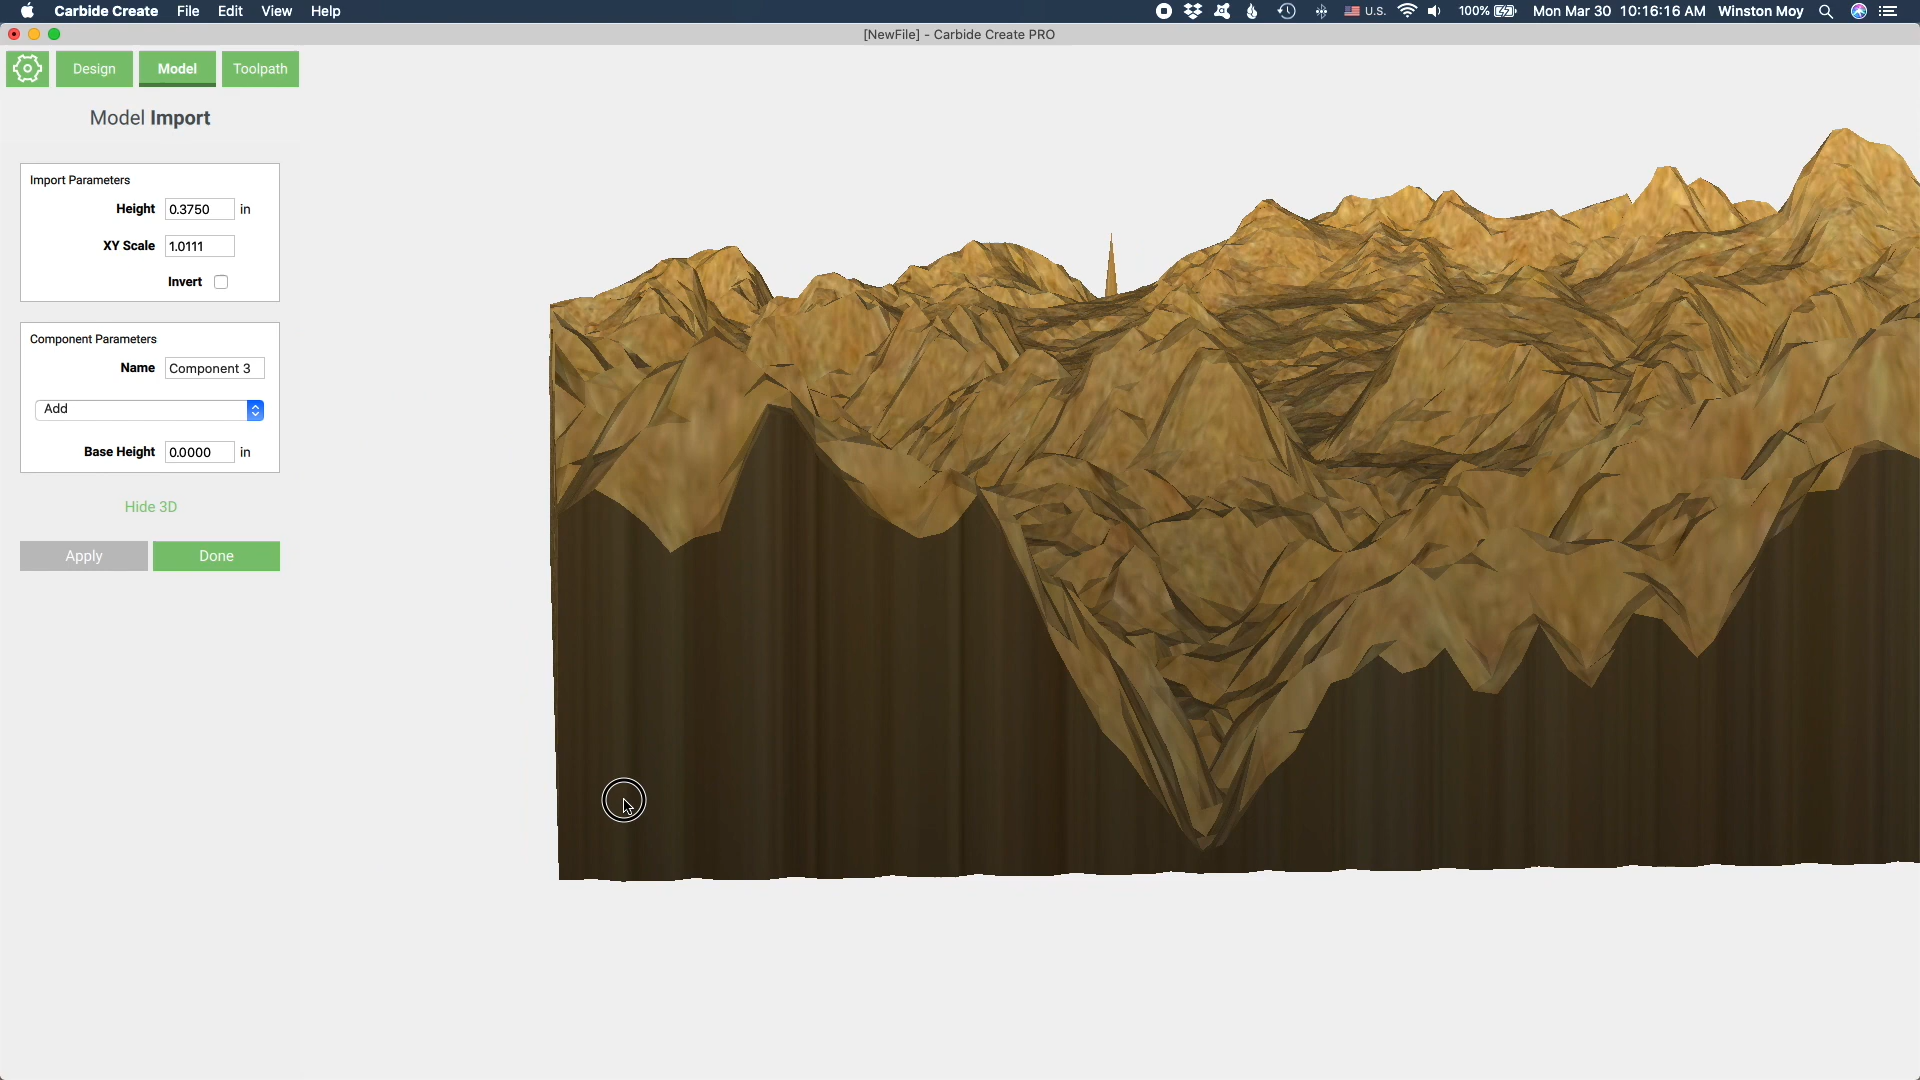 Carbide Create File Edit View Help
U.S. 100% Mon Mar 30 10:16:16 AM Winston Moy
[NewFile] - Carbide Create PRO
Design Model Toolpath
Model Import
Import Parameters
Height 0.3750 in
XY Scale 1.0111
Invert
Component Parameters
Name Component 3
Add
Base Height 0.0000 in
Hide 3D
Apply Done